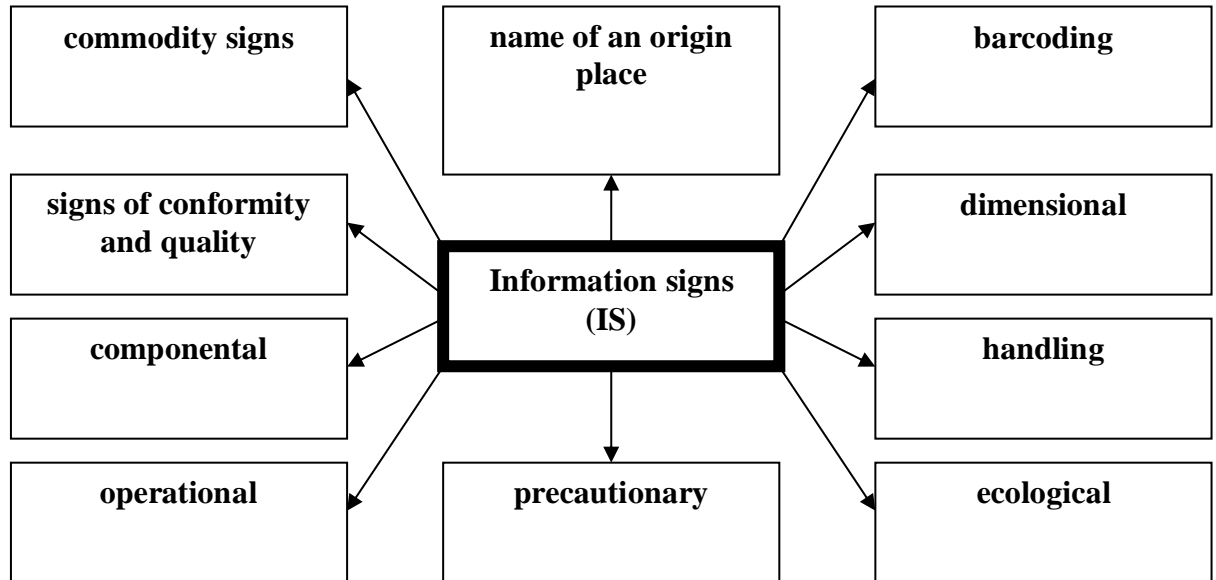 commodity signs
name of an origin
place
barcoding
signs of conformity
and quality
dimensional
Information signs
(IS)
componental
handling
operational
precautionary
ecological